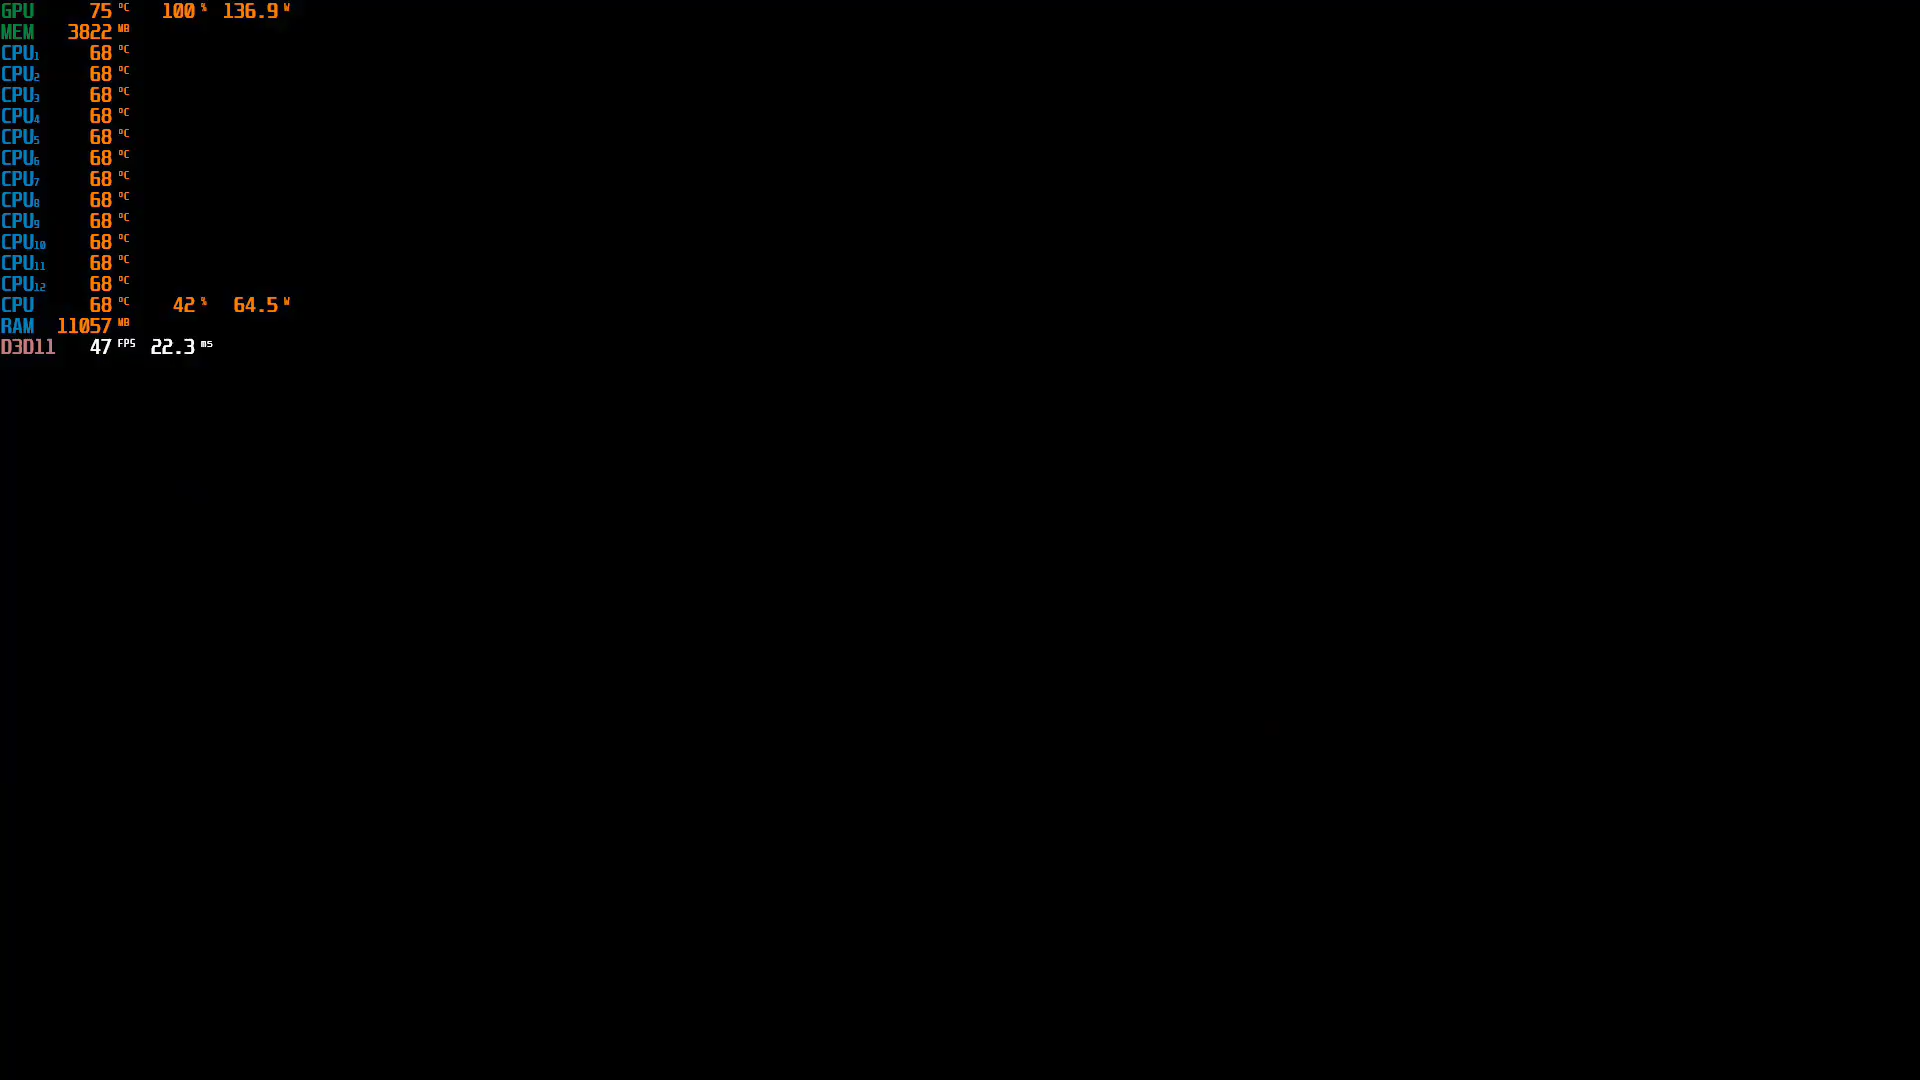 GPU 75 °C 100 % 136.9 W
MEM 3822 MB
CPU1 68 °C
CPU2 68 °C
CPU3 68 °C
CPU4 68 °C
CPU5 68 °C
CPU6 68 °C
CPU7 68 °C
CPU8 68 °C
CPU9 68 °C
CPU10 68 °C
CPU11 68 °C
CPU12 68 °C
CPU 68 °C 42 % 64.5 W
RAM 11057 MB
D3D11 47 FPS 22.3 ms